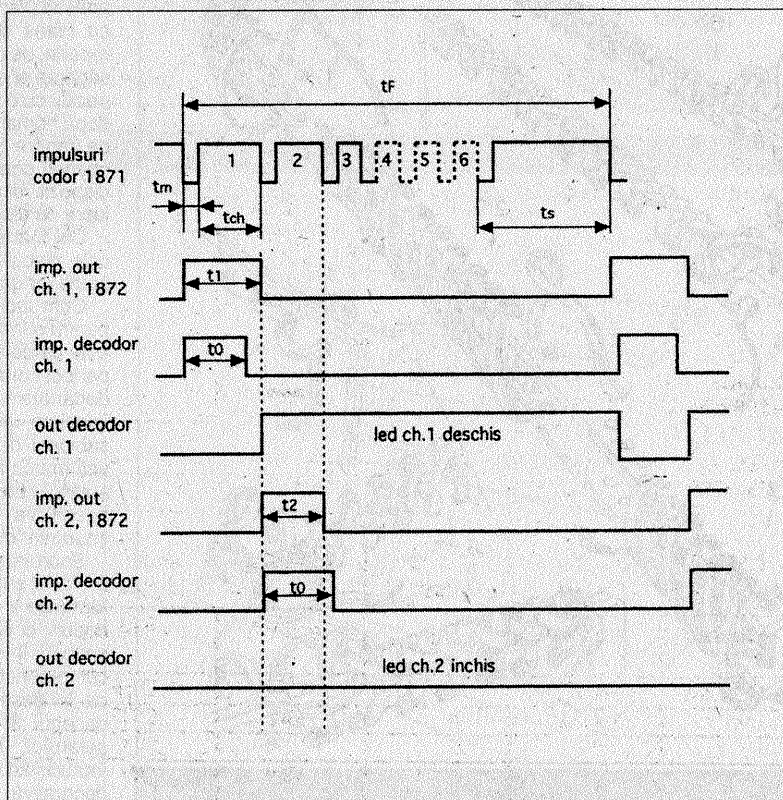 tF
impulsuri
codor 1871
1 2 3 4 5 6
tm
tch
ts
imp. out
ch. 1, 1872
t1
imp. decodor
ch. 1
t0
out decodor
ch. 1
led ch.1 deschis
imp. out
ch. 2, 1872
t2
imp. decodor
ch. 2
t0
out decodor
ch. 2
led ch.2 inchis